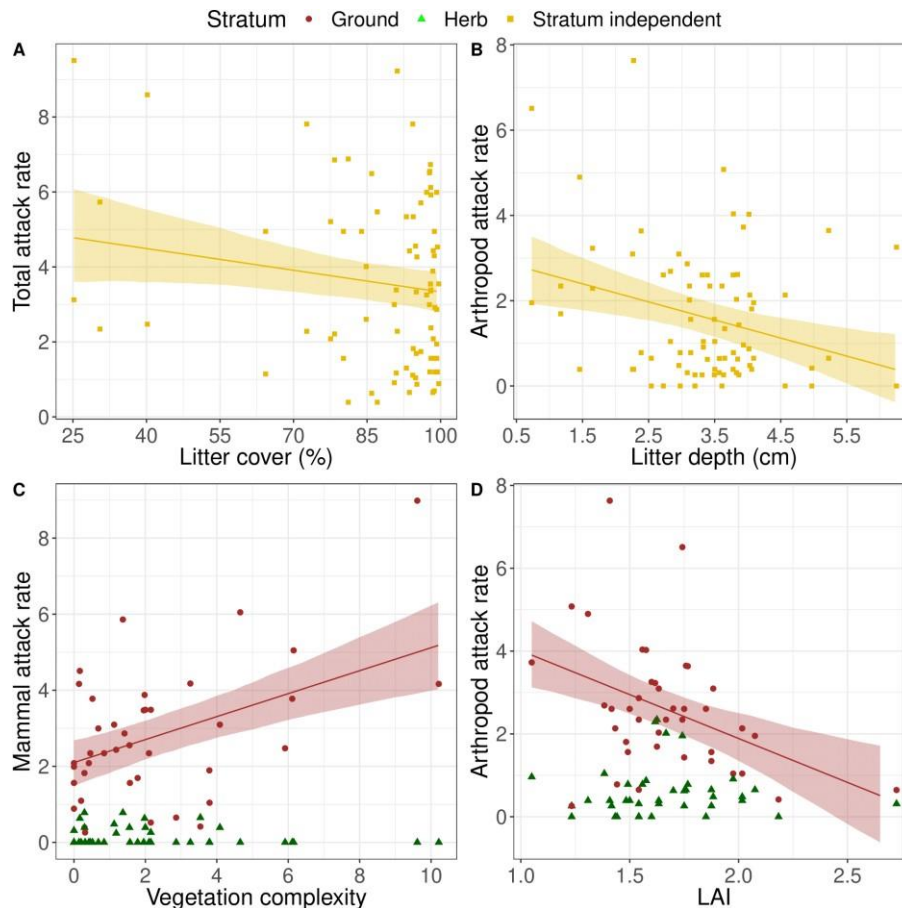 Stratum Ground Herb Stratum independent
A
B
Total attack rate
0
2
4
6
8
25 40 55 70 85 100
Litter cover (%)
Arthropod attack rate
0
2
4
6
8
0.5 1.5 2.5 3.5 4.5 5.5
Litter depth (cm)
C
D
Mammal attack rate
0
2
4
6
8
0 2 4 6 8 10
Vegetation complexity
Arthropod attack rate
0
2
4
6
8
1.0 1.5 2.0 2.5
LAI